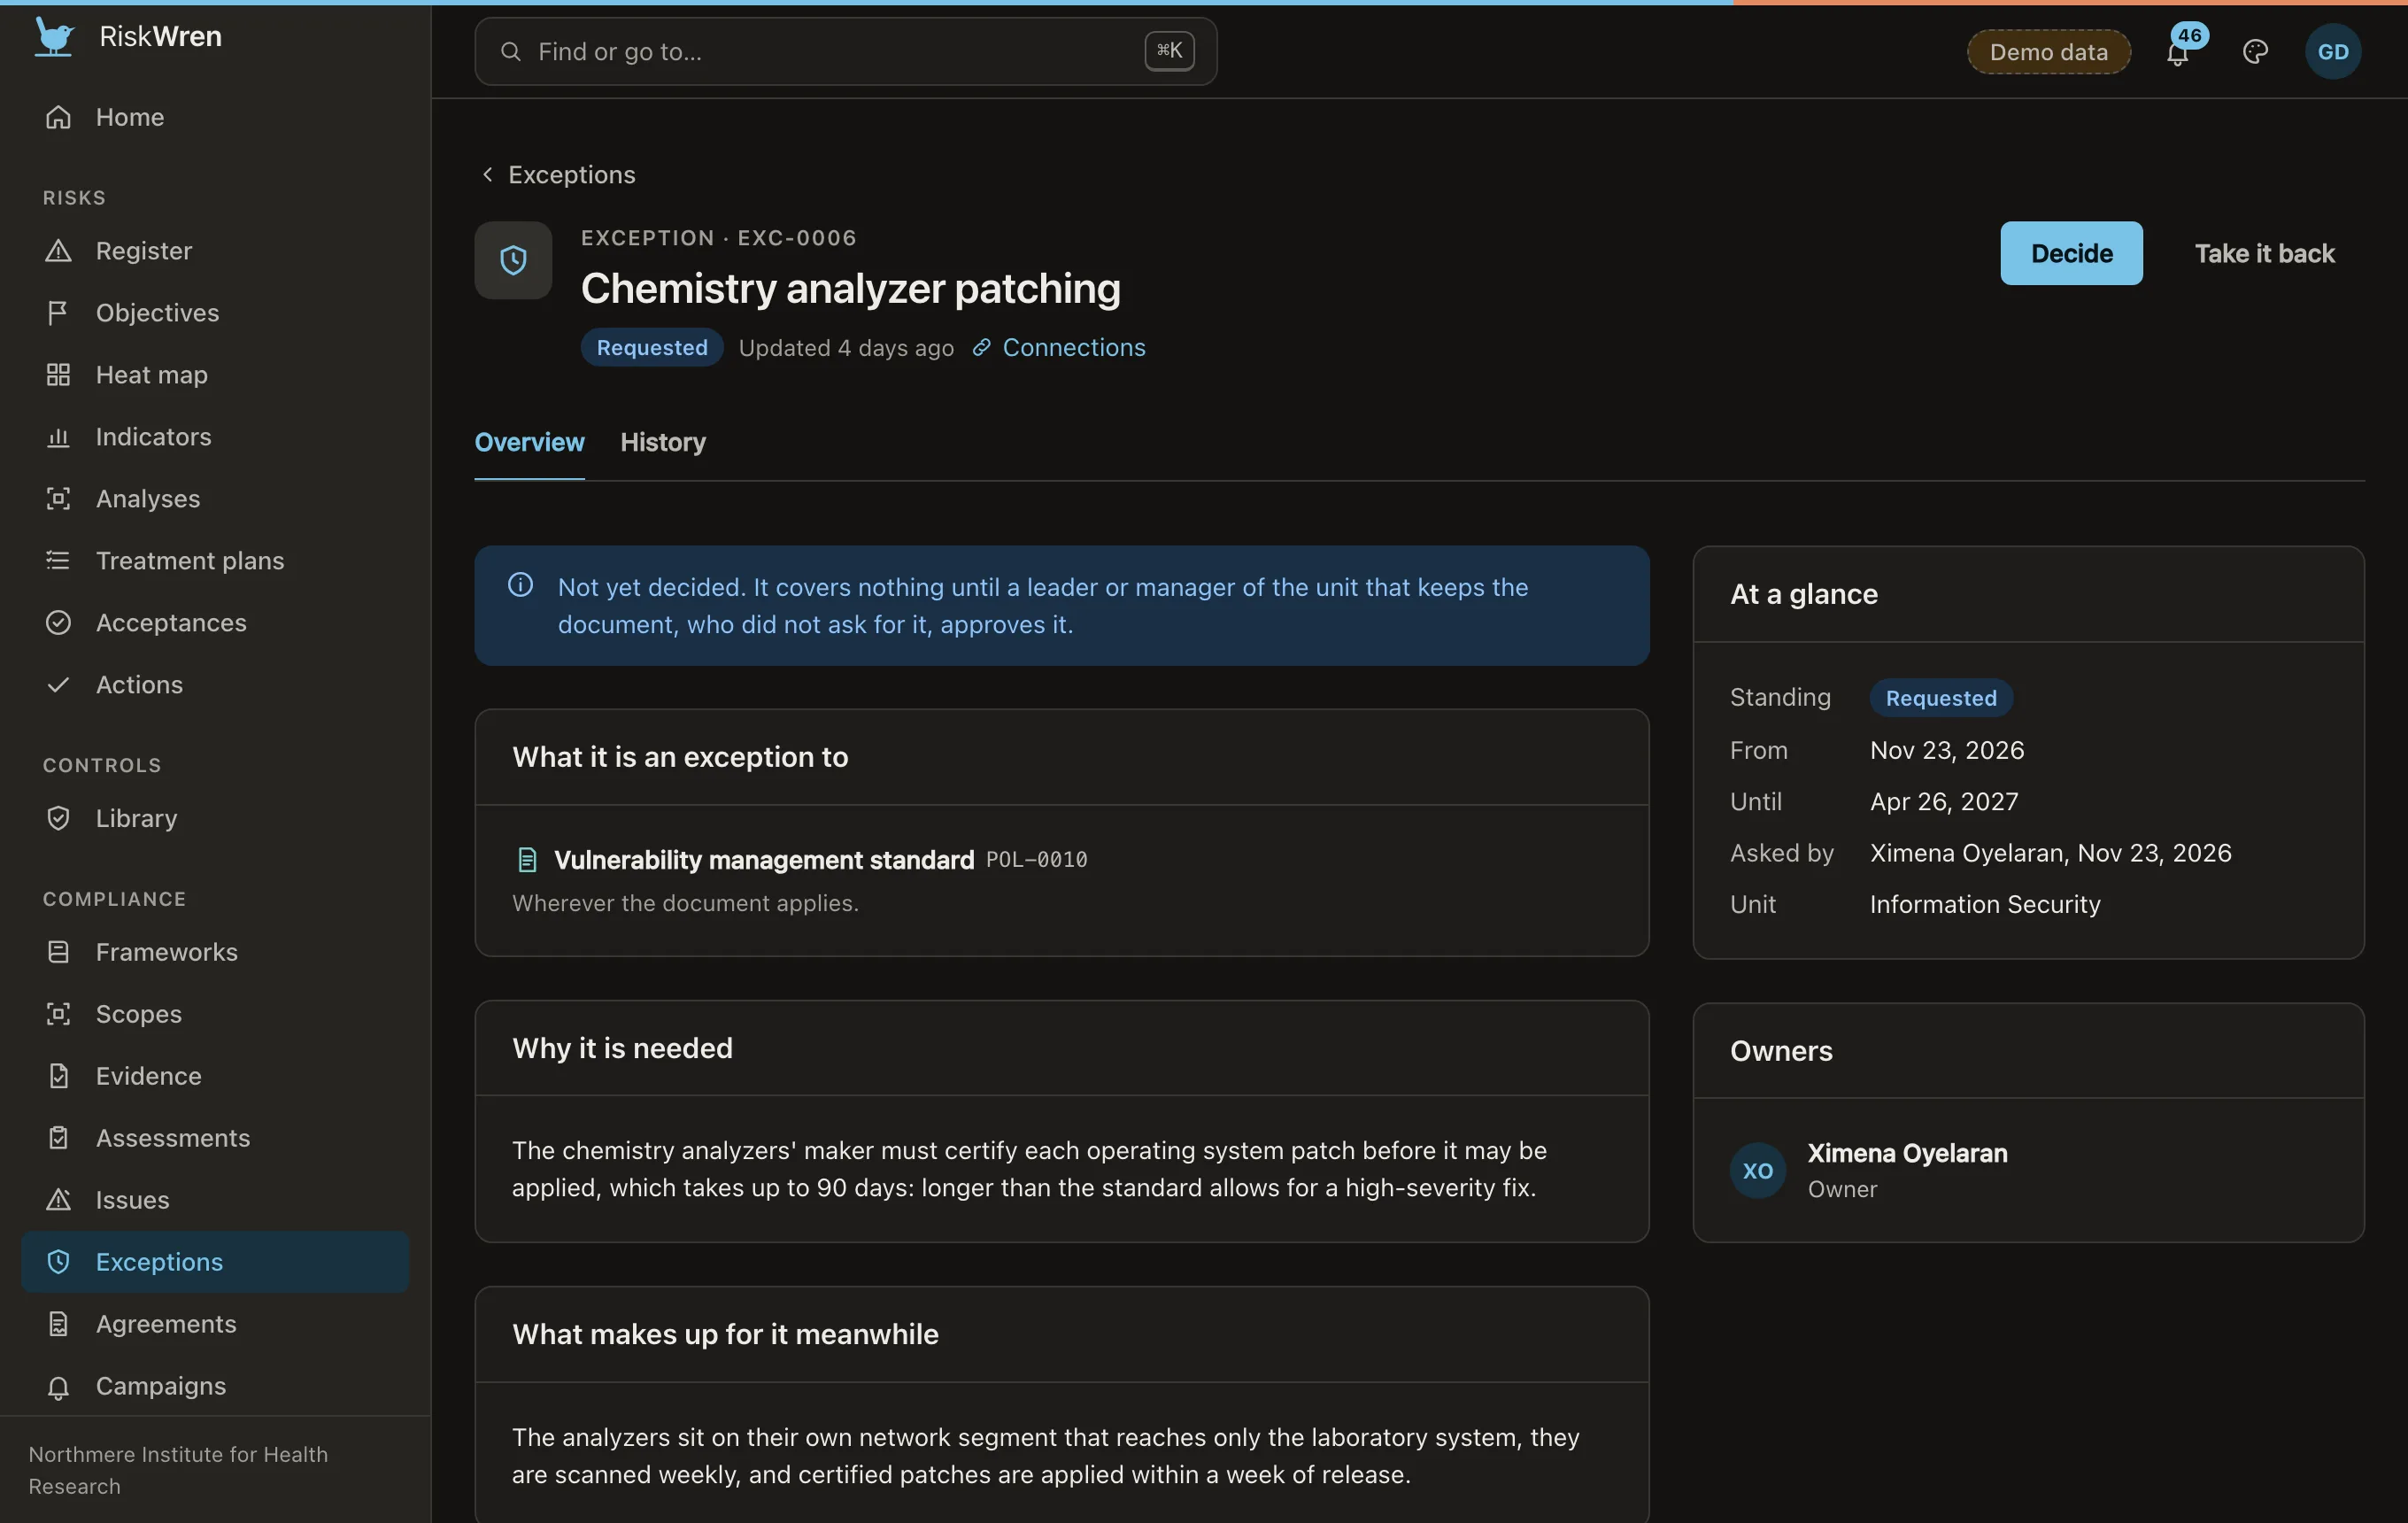 RiskWren
Find or go to...
⌘K
Demo data
46
GD
Home
RISKS
Register
Objectives
Heat map
Indicators
Analyses
Treatment plans
Acceptances
Actions
CONTROLS
Library
COMPLIANCE
Frameworks
Scopes
Evidence
Assessments
Issues
Exceptions
Agreements
Campaigns
Northmere Institute for Health
Research
Exceptions
EXCEPTION · EXC-0006
Chemistry analyzer patching
Requested Updated 4 days ago Connections
Decide
Take it back
Overview
History
Not yet decided. It covers nothing until a leader or manager of the unit that keeps the
document, who did not ask for it, approves it.
What it is an exception to
Vulnerability management standard POL-0010
Wherever the document applies.
Why it is needed
The chemistry analyzers' maker must certify each operating system patch before it may be
applied, which takes up to 90 days: longer than the standard allows for a high-severity fix.
What makes up for it meanwhile
The analyzers sit on their own network segment that reaches only the laboratory system, they
are scanned weekly, and certified patches are applied within a week of release.
At a glance
Standing Requested
From Nov 23, 2026
Until Apr 26, 2027
Asked by Ximena Oyelaran, Nov 23, 2026
Unit Information Security
Owners
XO
Ximena Oyelaran
Owner